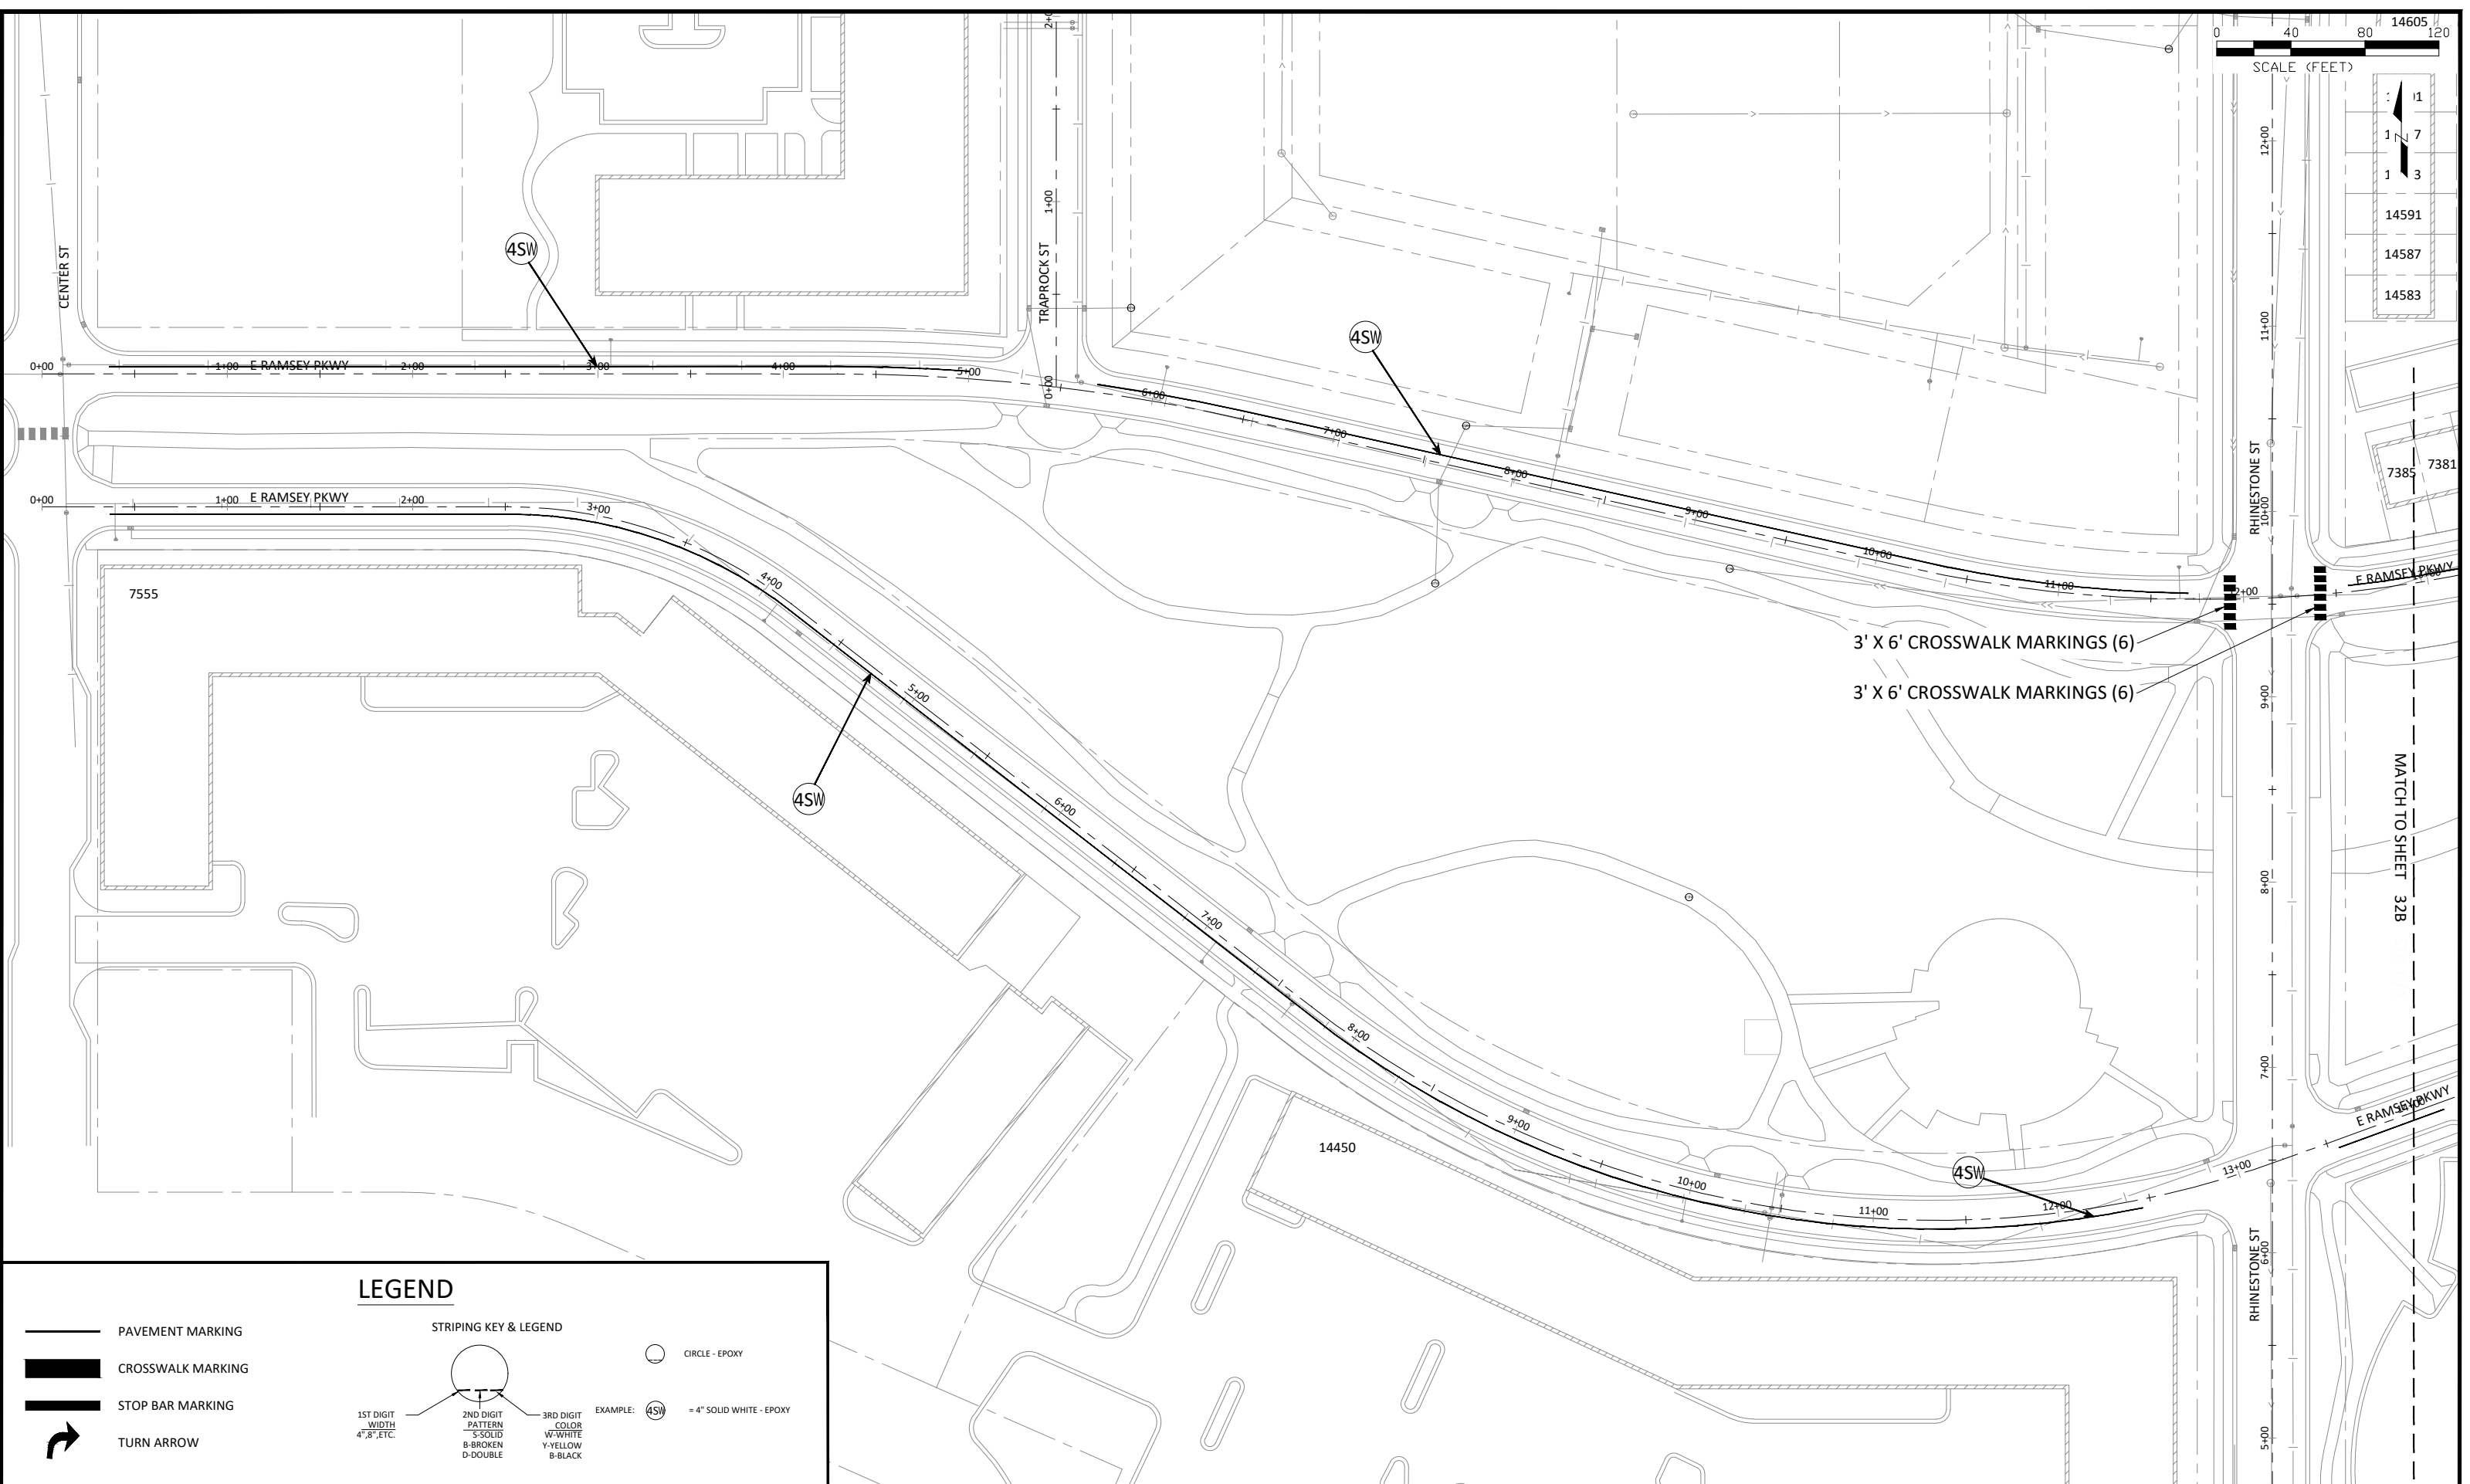 14605
0 40 80 120
SCALE (FEET)
N
14591
14587
14583
7385
7381
CENTER ST
TRAPROCK ST
0+00
1+00
RHINESTONE ST
12+00
11+00
10+00
9+00
8+00
7+00
6+00
5+00
RHINESTONE ST
4SW
4SW
0+00 1+00 E RAMSEY PKWY 2+00 3+00 4+00 5+00 6+00 7+00 8+00 9+00 10+00 11+00 12+00
E RAMSEY PKWY
0+00 1+00 E RAMSEY PKWY 2+00 3+00 4+00 5+00 6+00 7+00 8+00 9+00 10+00 11+00 12+00 13+00 14+00
E RAMSEY PKWY
7555
3' X 6' CROSSWALK MARKINGS (6)
3' X 6' CROSSWALK MARKINGS (6)
4SW
MATCH TO SHEET 32B
14450
4SW
LEGEND
PAVEMENT MARKING
CROSSWALK MARKING
STOP BAR MARKING
TURN ARROW
STRIPING KEY & LEGEND
1ST DIGIT
WIDTH
4",8",ETC.
2ND DIGIT
PATTERN
S-SOLID
B-BROKEN
D-DOUBLE
3RD DIGIT
COLOR
W-WHITE
Y-YELLOW
B-BLACK
CIRCLE - EPOXY
EXAMPLE: 4SW = 4" SOLID WHITE - EPOXY